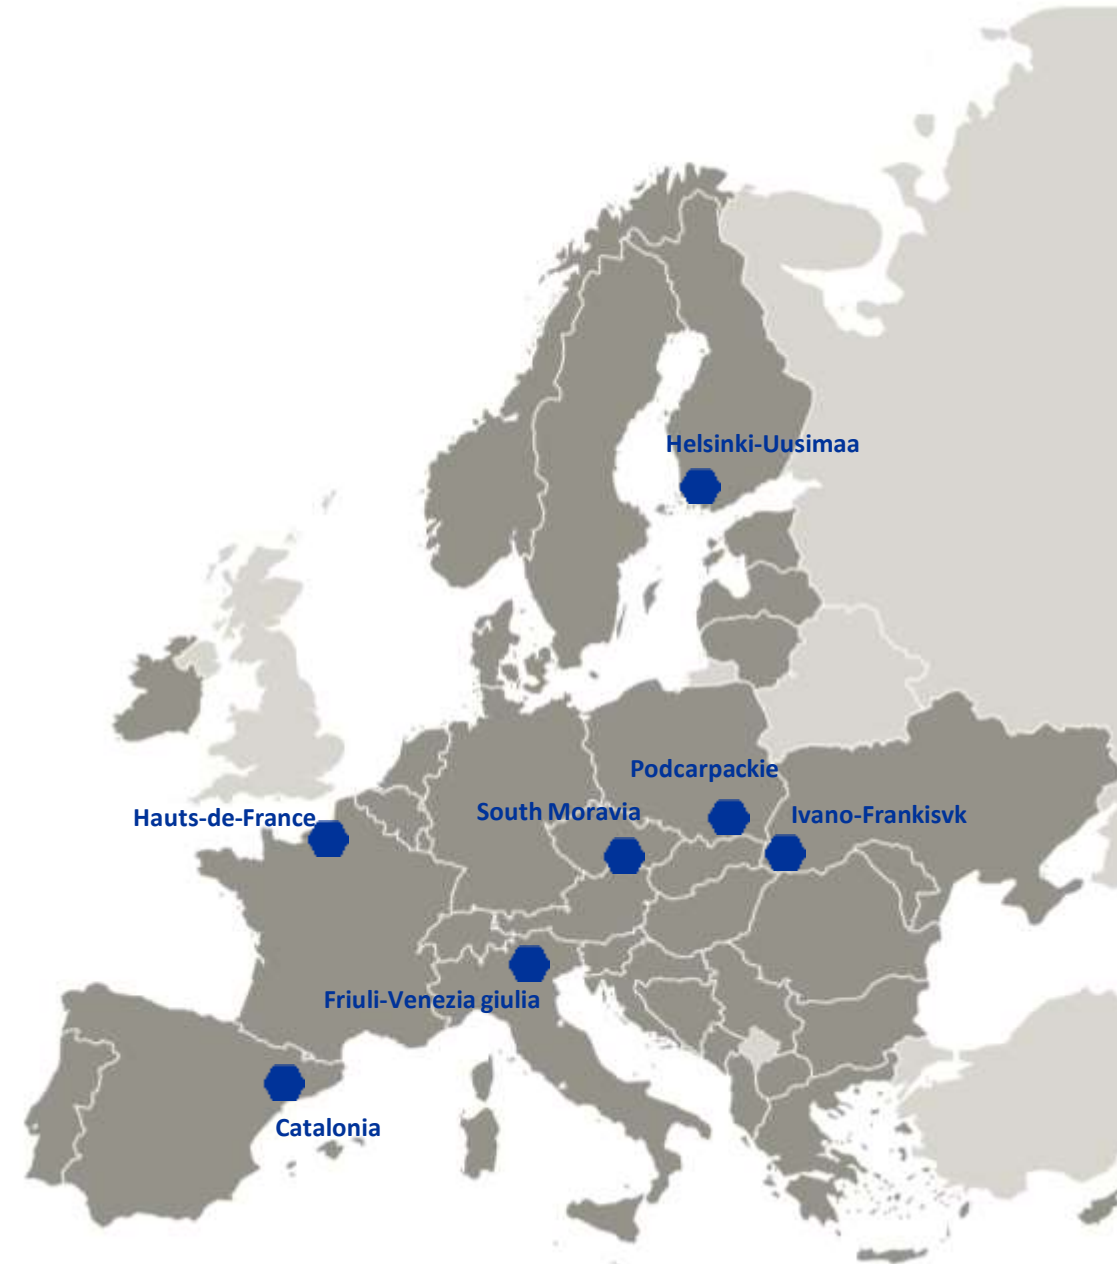 Helsinki-Uusimaa
Podcarpackie
South Moravia
Ivano-Frankisvk
Hauts-de-France
Friuli-Venezia giulia
Catalonia